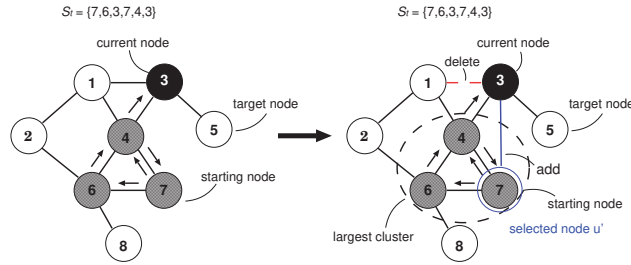 Sₜ = {7,6,3,7,4,3}
current node
1
3
2
4
5
target node
6
7
starting node
8
Sₜ = {7,6,3,7,4,3}
current node
delete
1
3
2
4
5
target node
add
6
7
starting node
largest cluster
8
selected node u'